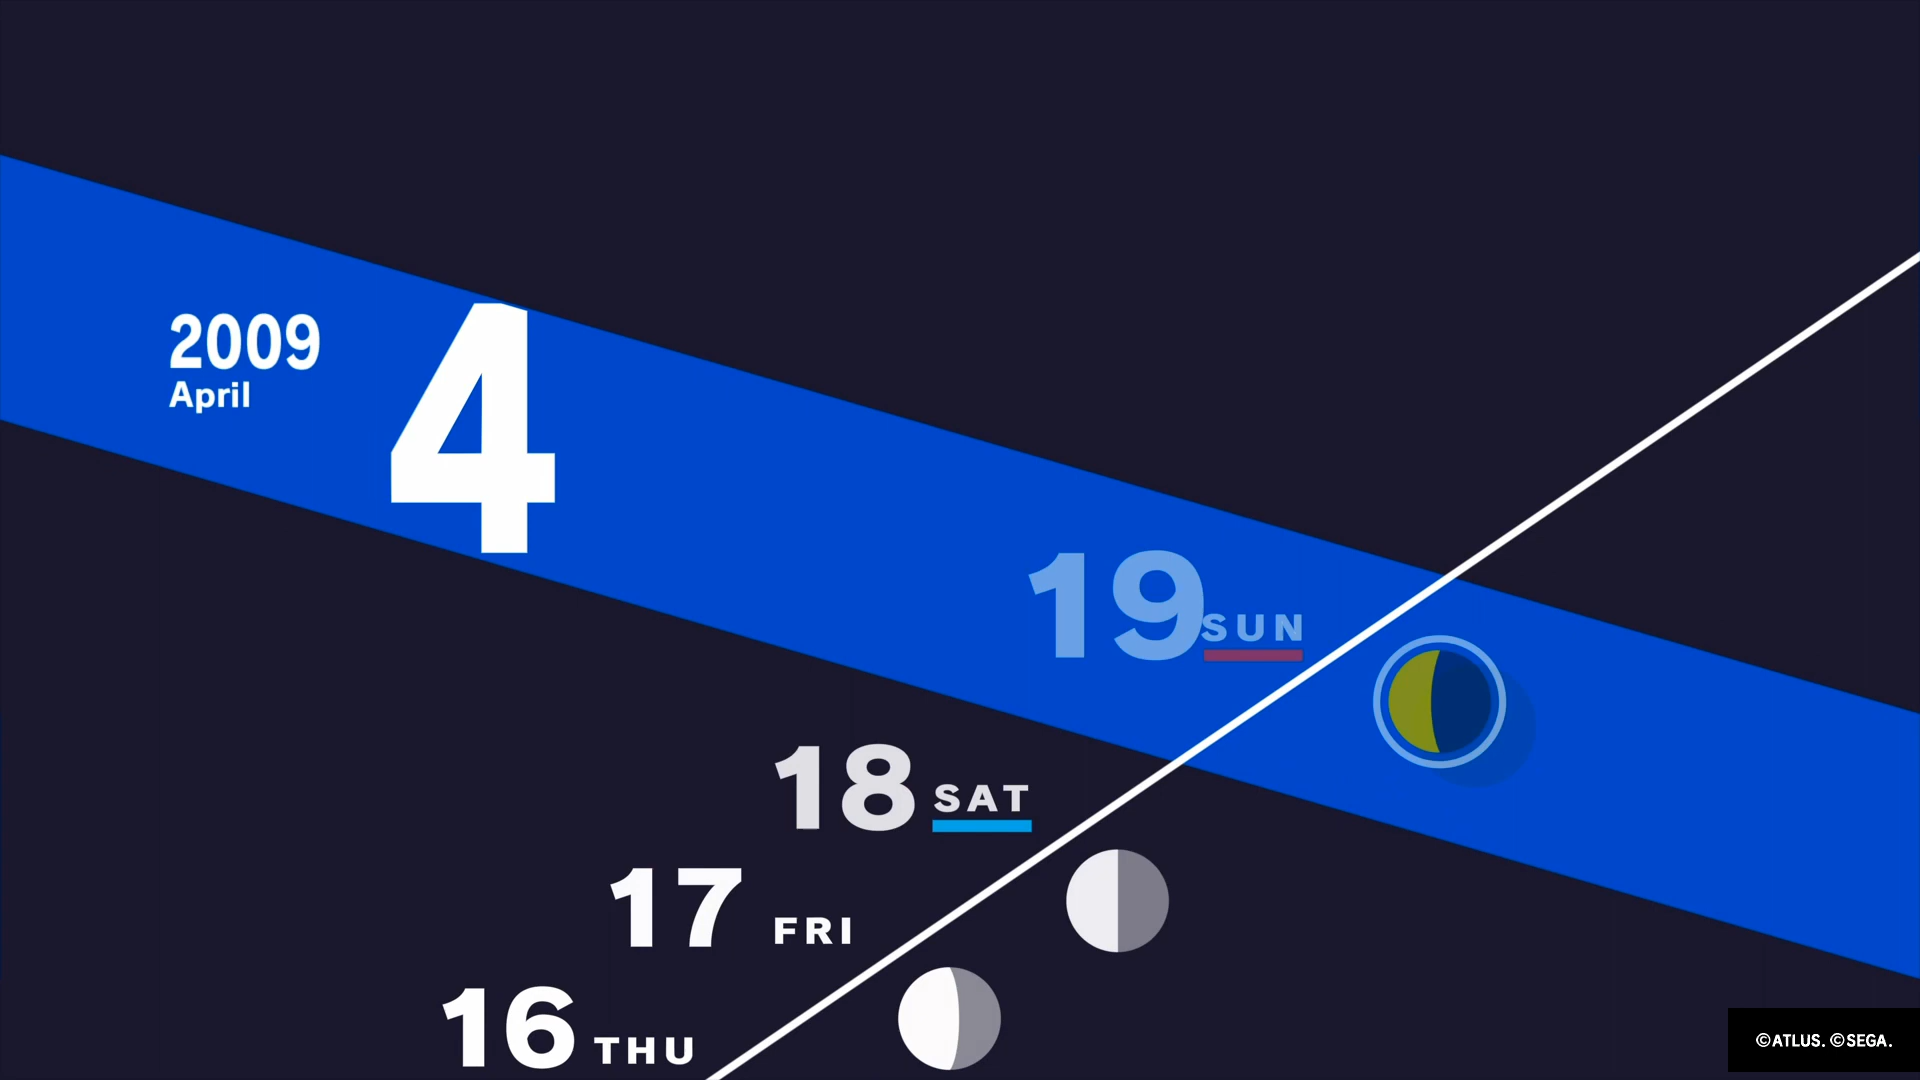 2009
April
4
19 SUN
18 SAT
17 FRI
16 THU
©ATLUS. ©SEGA.